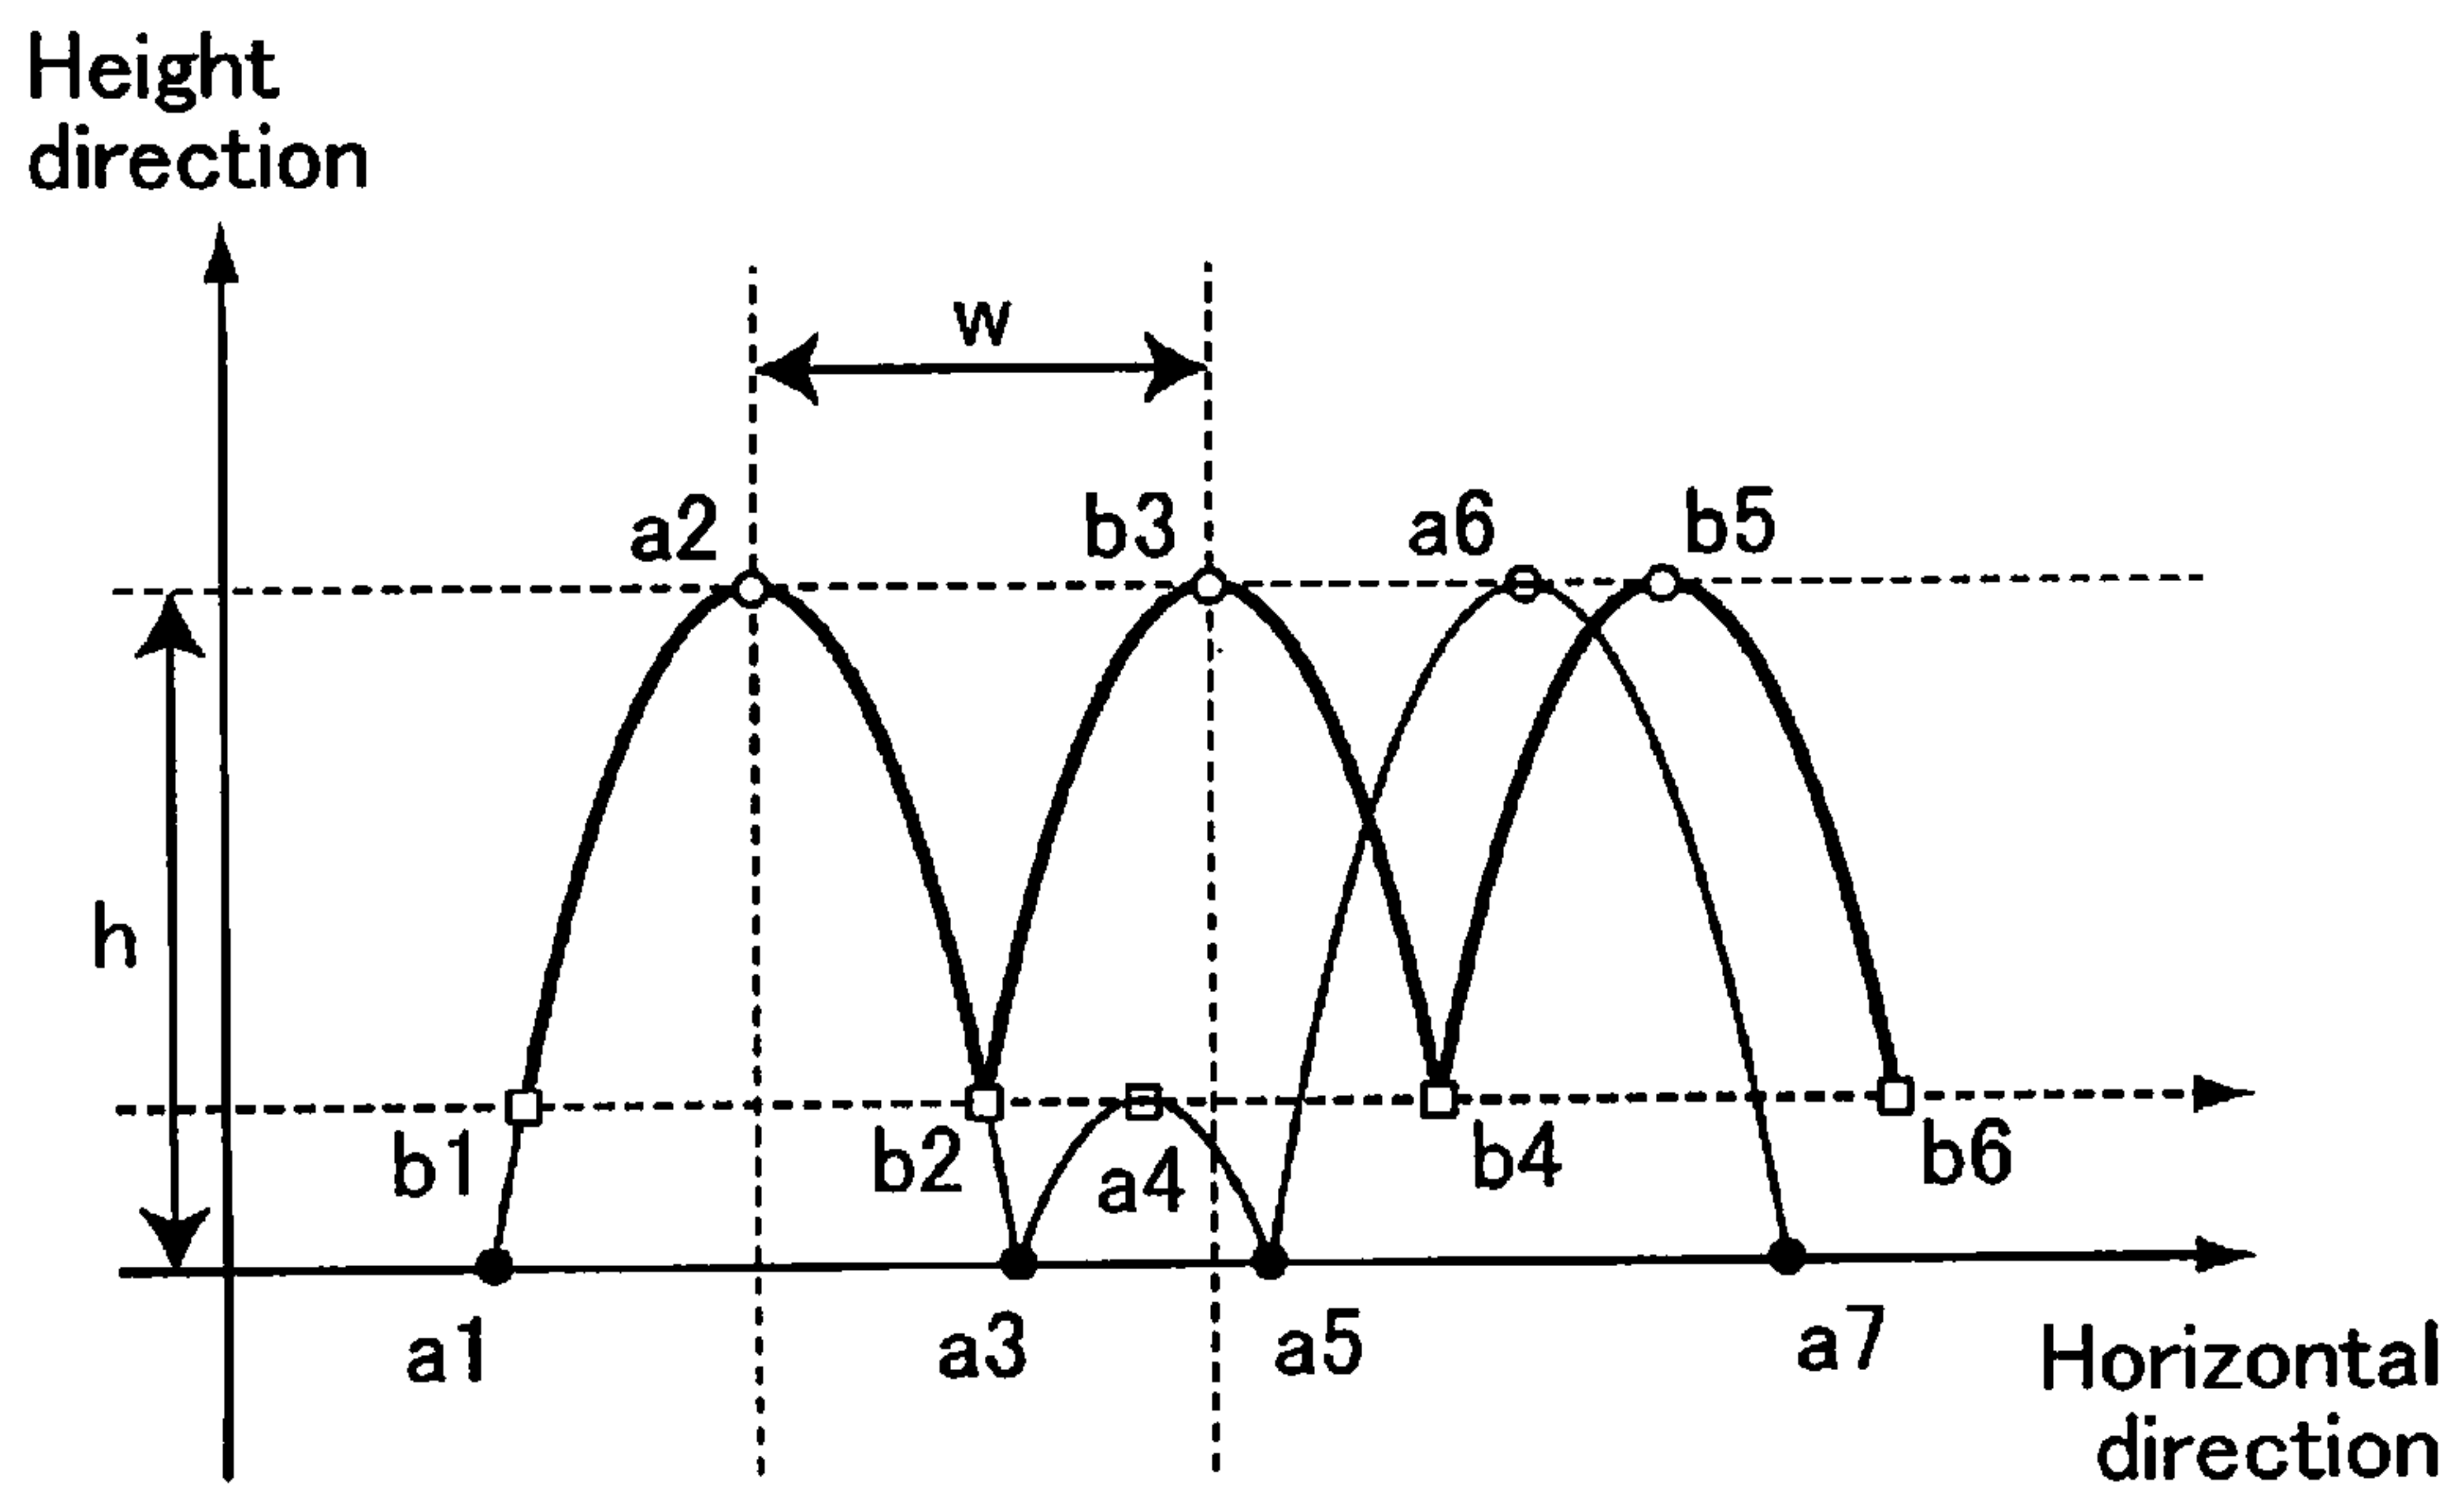 Height
direction
w
a2
b3
a6
b5
h
b1
b2
a4
b4
b6
a1
a3
a5
a7
Horizontal
direction